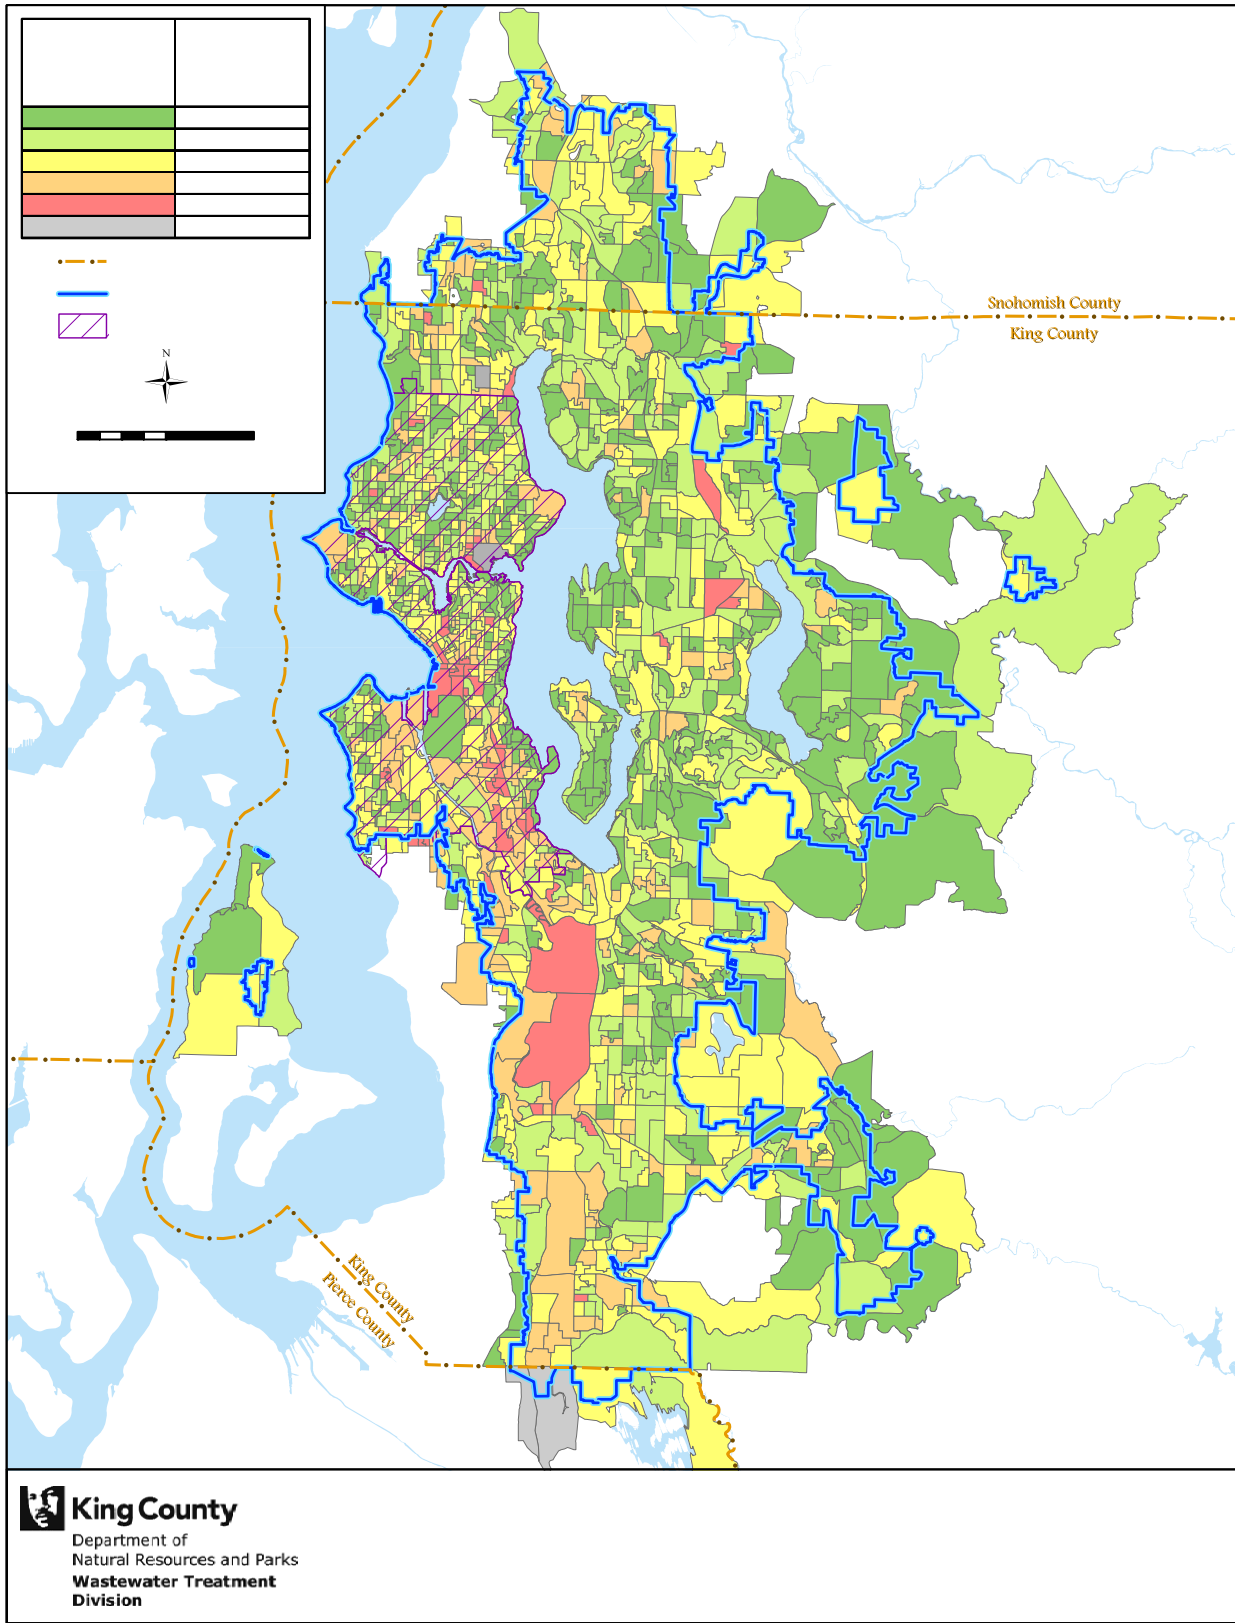 N
Snohomish County
King County
King County
Pierce County
King County
Department of
Natural Resources and Parks
Wastewater Treatment
Division